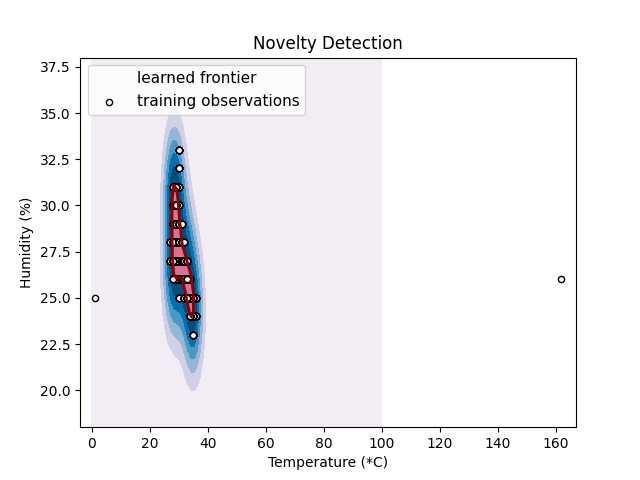 Novelty Detection
learned frontier
training observations
37.5
35.0
32.5
30.0
27.5
25.0
22.5
20.0
Humidity (%)
0 20 40 60 80 100 120 140 160
Temperature (*C)